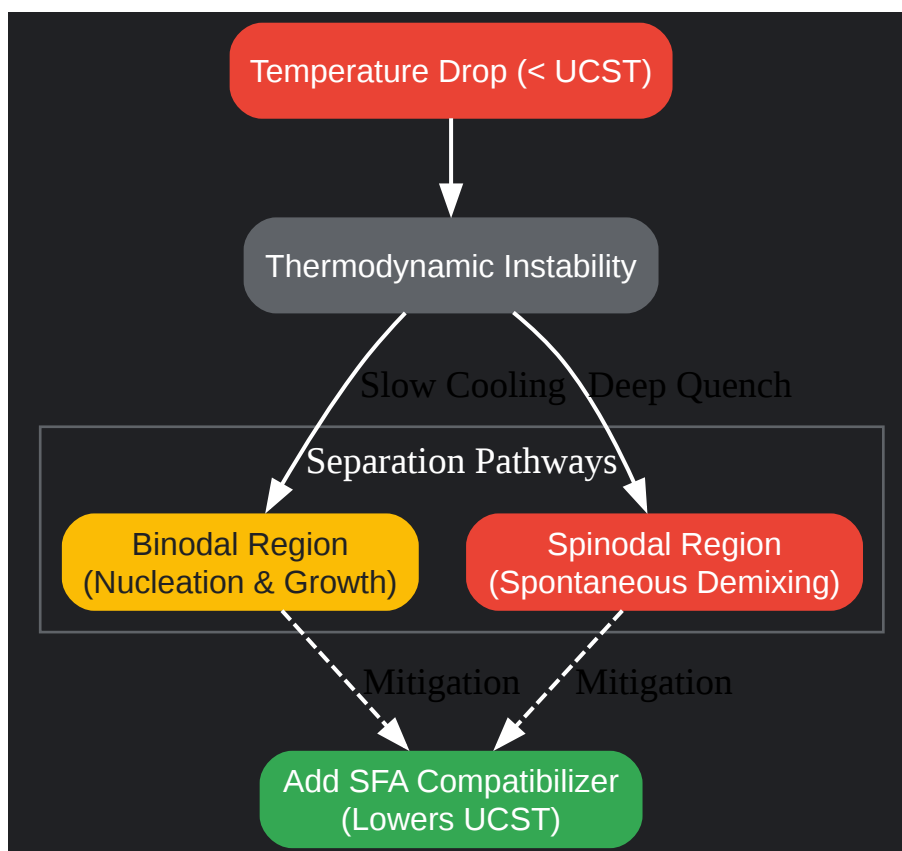 Temperature Drop (< UCST)
Thermodynamic Instability
Slow Cooling
Deep Quench
Separation Pathways
Binodal Region
(Nucleation & Growth)
Spinodal Region
(Spontaneous Demixing)
Mitigation
Mitigation
Add SFA Compatibilizer
(Lowers UCST)